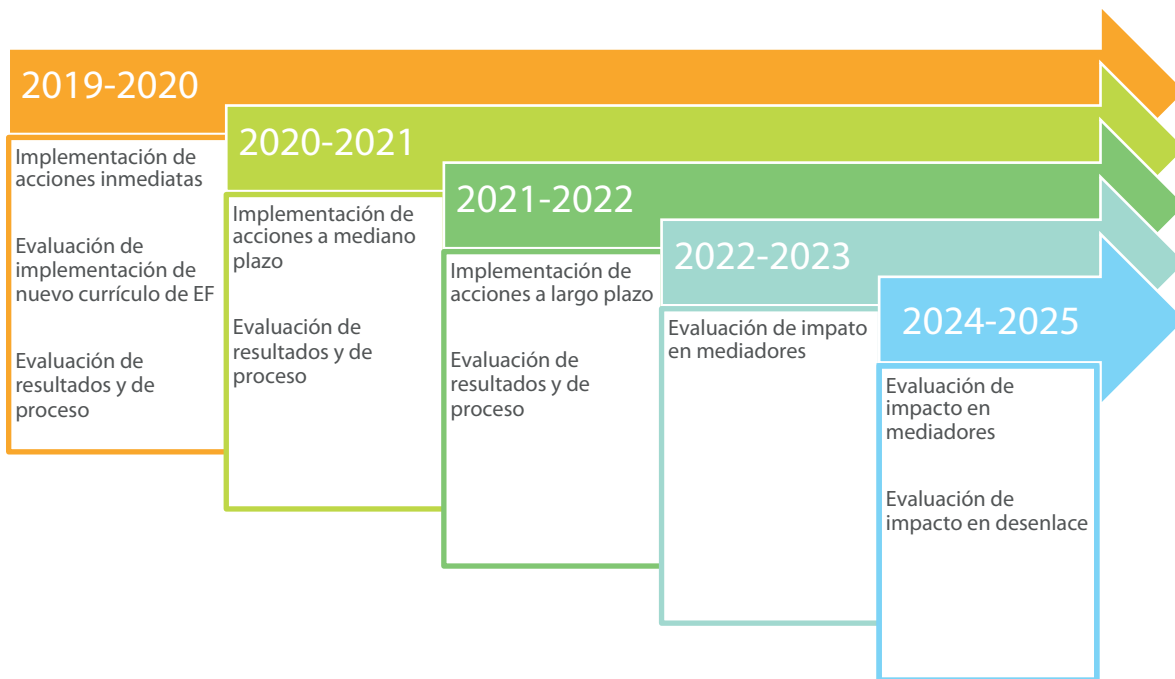 2019-2020
Implementación de
acciones inmediatas
Evaluación de
implementación de
nuevo currículo de EF
Evaluación de
resultados y de
proceso
2020-2021
Implementación de
acciones a mediano
plazo
Evaluación de
resultados y de
proceso
2021-2022
Implementación de
acciones a largo plazo
Evaluación de
resultados y de
proceso
2022-2023
Evaluación de impato
en mediadores
2024-2025
Evaluación de
impacto en
mediadores
Evaluación de
impacto en desenlace